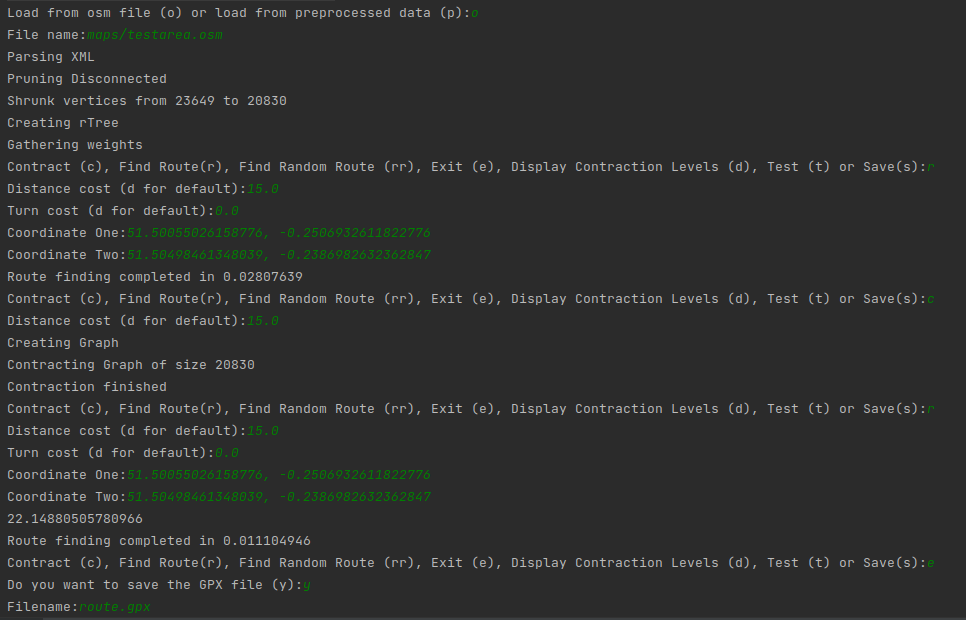 Load from osm file (o) or load from preprocessed data (p):o
File name:maps/testarea.osm
Parsing XML
Pruning Disconnected
Shrunk vertices from 23649 to 20830
Creating rTree
Gathering weights
Contract (c), Find Route(r), Find Random Route (rr), Exit (e), Display Contraction Levels (d), Test (t) or Save(s):r
Distance cost (d for default):15.0
Turn cost (d for default):0.0
Coordinate One:51.50055026158776, -0.2506932611822776
Coordinate Two:51.50498461348039, -0.2386982632362847
Route finding completed in 0.02807639
Contract (c), Find Route(r), Find Random Route (rr), Exit (e), Display Contraction Levels (d), Test (t) or Save(s):c
Distance cost (d for default):15.0
Creating Graph
Contracting Graph of size 20830
Contraction finished
Contract (c), Find Route(r), Find Random Route (rr), Exit (e), Display Contraction Levels (d), Test (t) or Save(s):r
Distance cost (d for default):15.0
Turn cost (d for default):0.0
Coordinate One:51.50055026158776, -0.2506932611822776
Coordinate Two:51.50498461348039, -0.2386982632362847
22.14880505780966
Route finding completed in 0.011104946
Contract (c), Find Route(r), Find Random Route (rr), Exit (e), Display Contraction Levels (d), Test (t) or Save(s):e
Do you want to save the GPX file (y):y
Filename:route.gpx